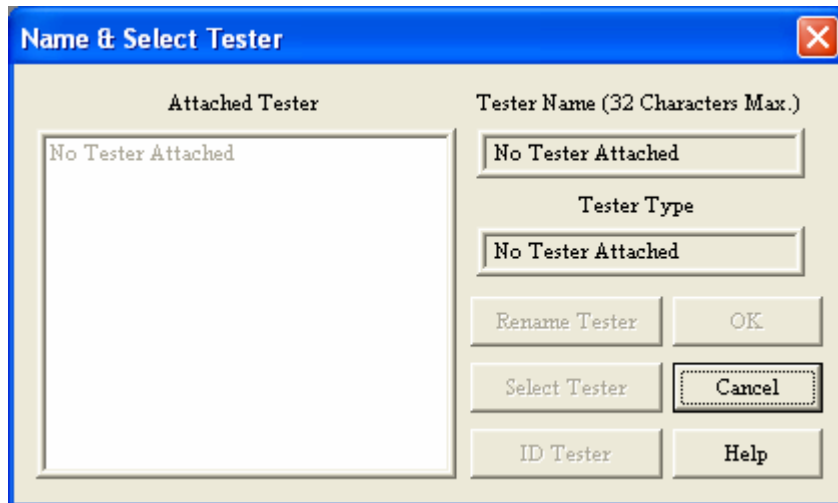 Name & Select Tester
Attached Tester
No Tester Attached
Tester Name (32 Characters Max.)
No Tester Attached
Tester Type
No Tester Attached
Rename Tester
OK
Select Tester
Cancel
ID Tester
Help